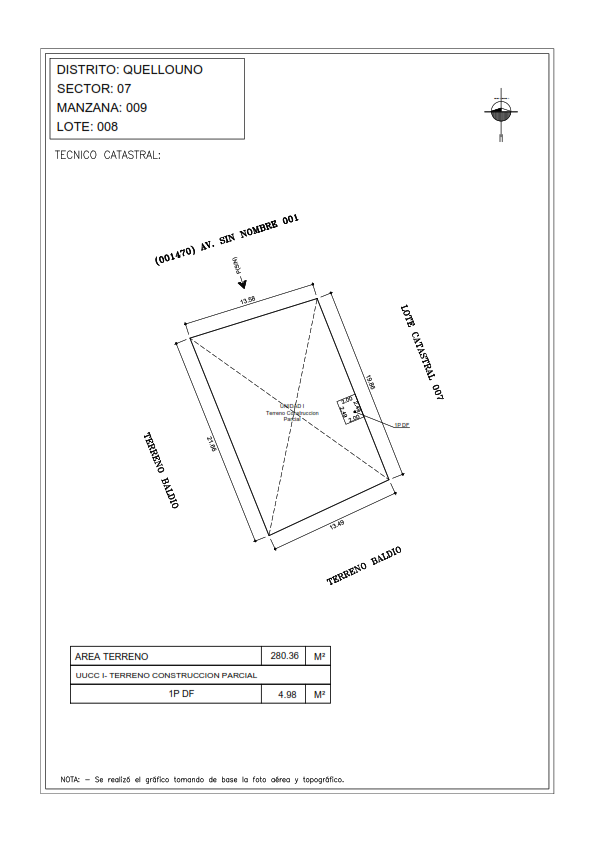 DISTRITO: QUELLOUNO
SECTOR: 07
MANZANA: 009
LOTE: 008
TECNICO CATASTRAL:
(001470) AV. SIN NOMBRE 001
13.58
LOTE CATASTRAL 007
19.86
UNIDAD I
Terreno Construccion
Parcial
2.00
2.49
2.49
2.00
1P DF
21.66
TERRENO BALDIO
13.49
TERRENO BALDIO
AREA TERRENO 280.36 M²
UUCC I- TERRENO CONSTRUCCION PARCIAL
1P DF 4.98 M²
NOTA: - Se realizó el gráfico tomando de base la foto aérea y topográfico.